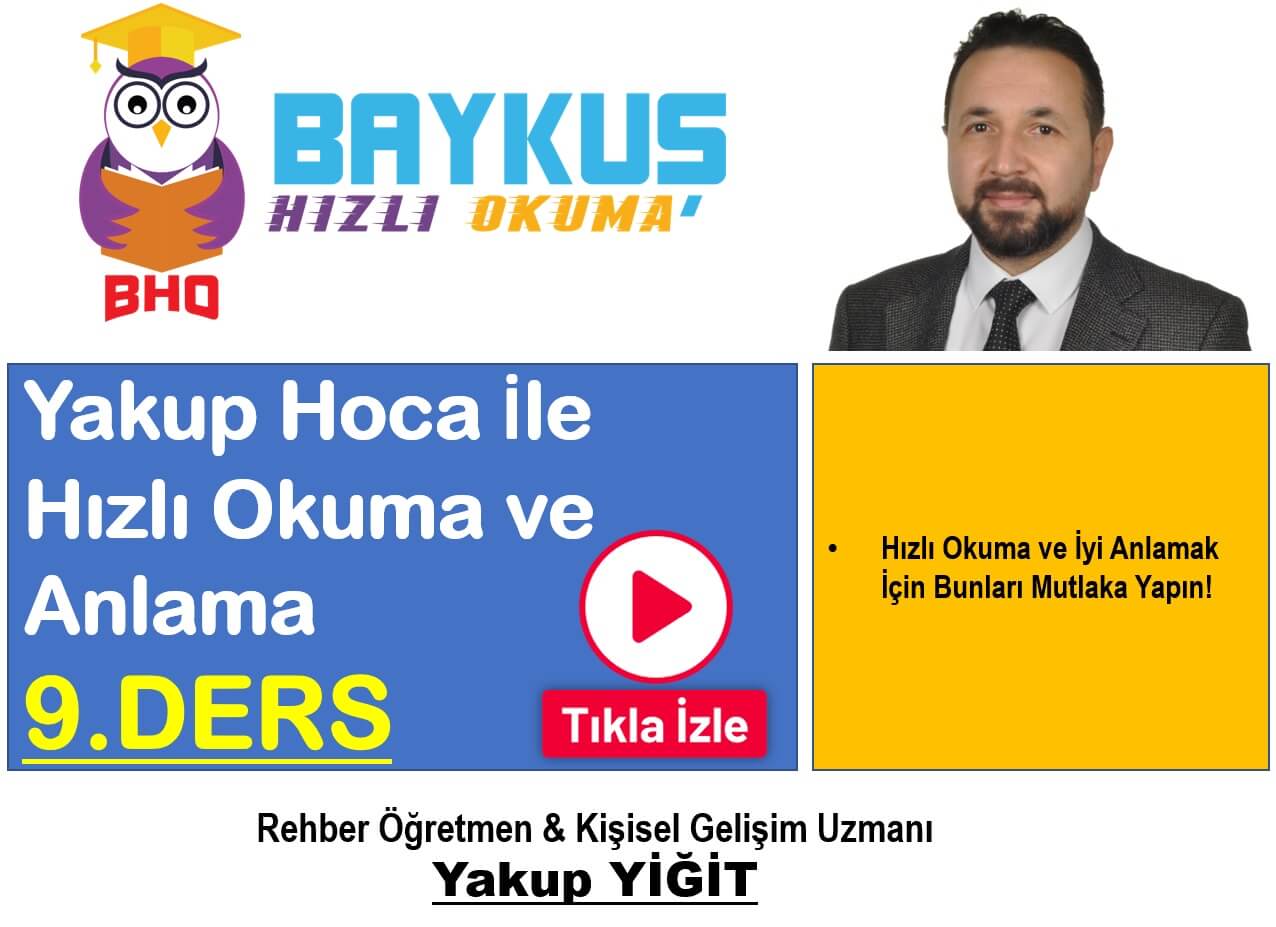 BAYKUS
HIZLI OKUMA'
BHO
Yakup Hoca İle
Hızlı Okuma ve
Anlama
9.DERS
Tıkla İzle
• Hızlı Okuma ve İyi Anlamak
İçin Bunları Mutlaka Yapın!
Rehber Öğretmen & Kişisel Gelişim Uzmanı
Yakup YİĞİT